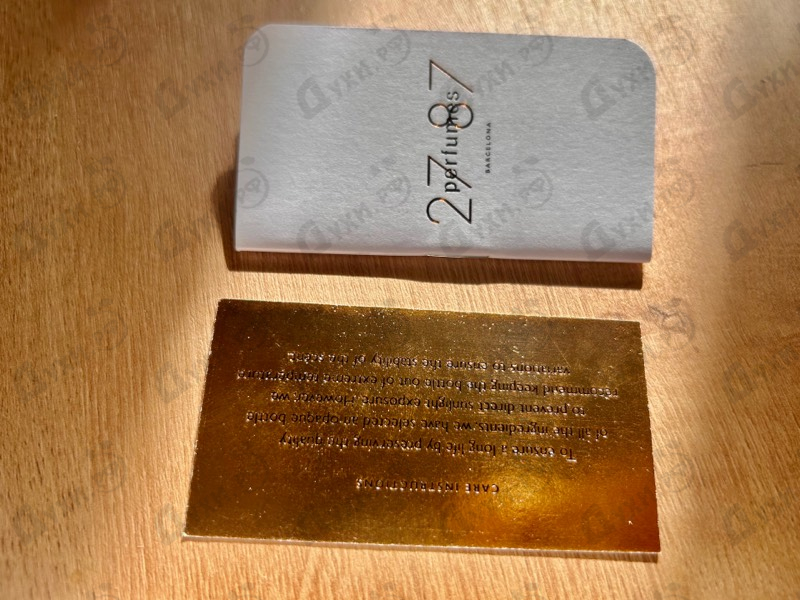 27 87
perfumes
BARCELONA
CARE INSTRUCTIONS
To ensure a long life by preserving the quality
of all the ingredients, we have selected an opaque bottle
to prevent direct sunlight exposure. However, we
recommend keeping the bottle out of extreme temperature
variations to ensure the stability of the scent.
Духи.рф